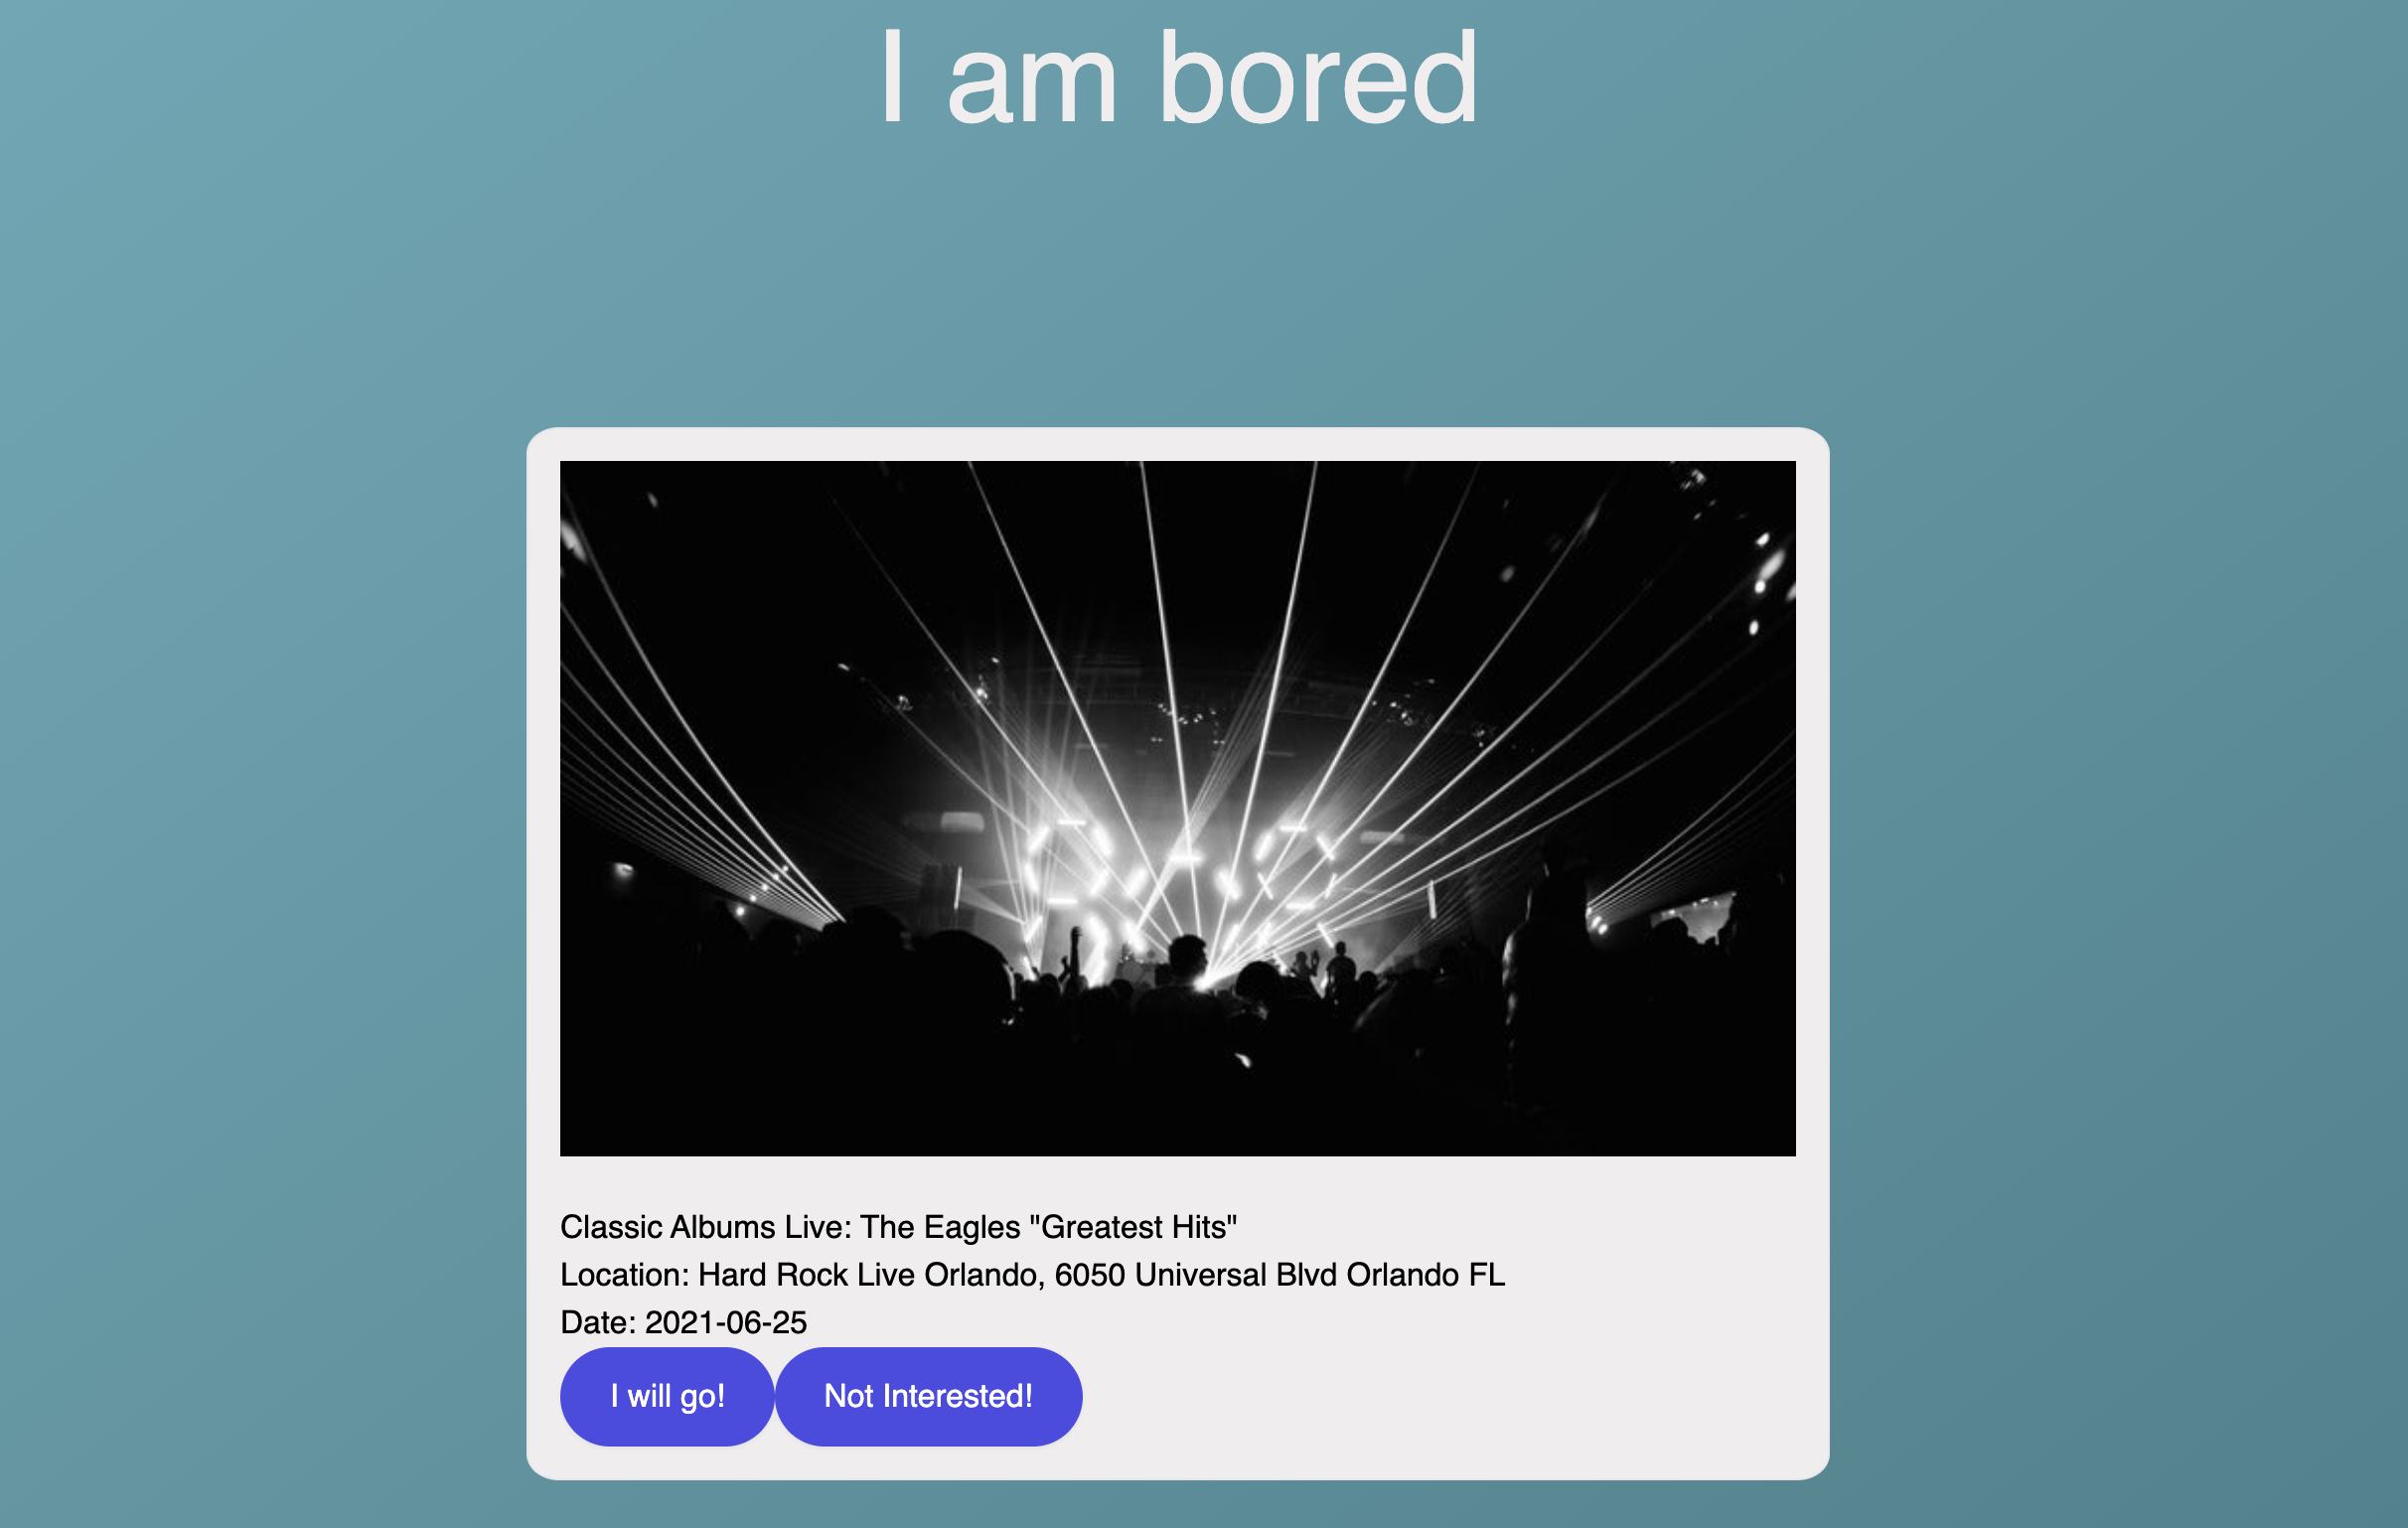 I am bored
Classic Albums Live: The Eagles "Greatest Hits"
Location: Hard Rock Live Orlando, 6050 Universal Blvd Orlando FL
Date: 2021-06-25
I will go! Not Interested!